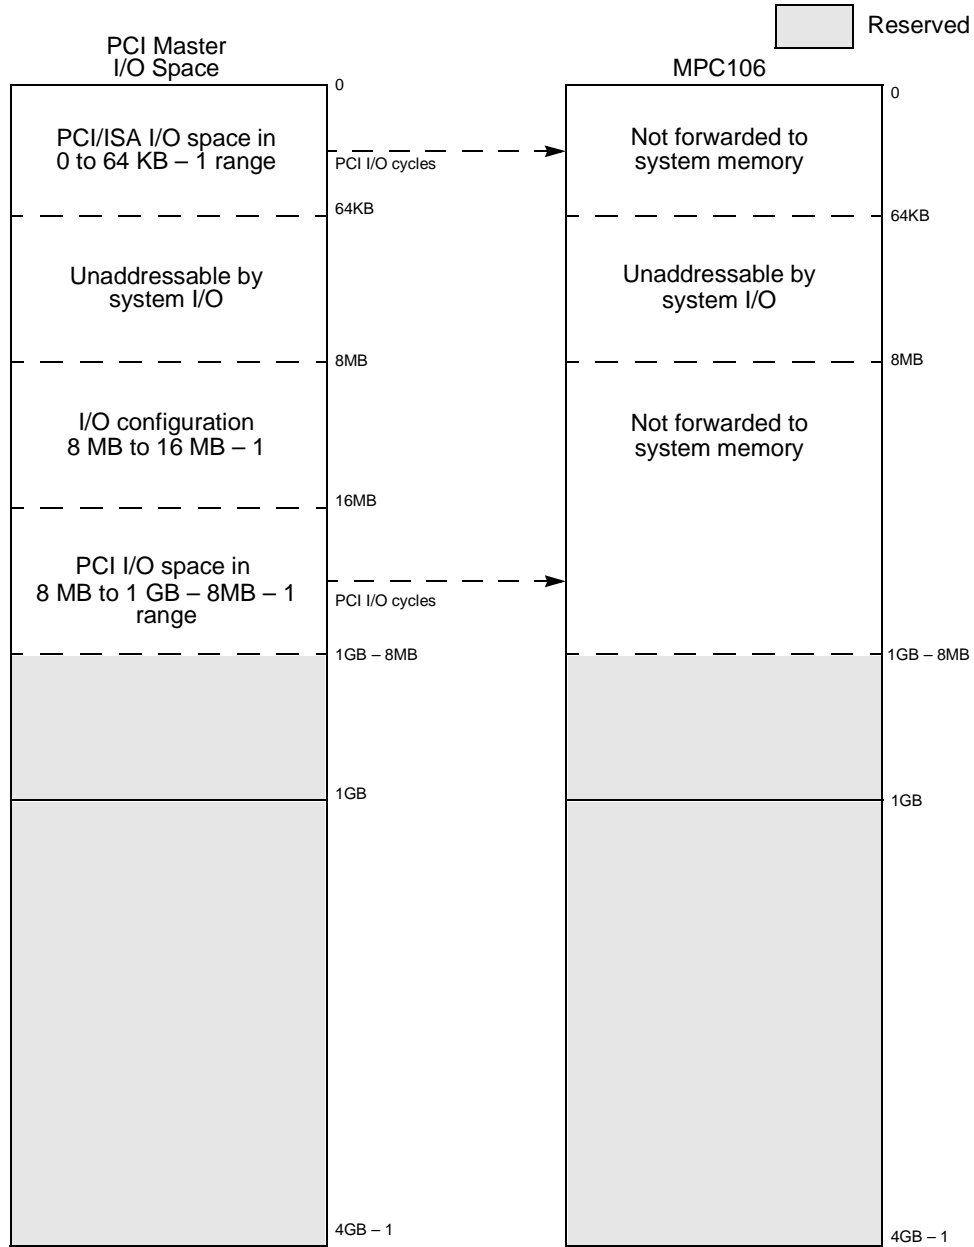 Reserved
PCI Master
I/O Space
MPC106
0
0
PCI/ISA I/O space in
0 to 64 KB – 1 range
PCI I/O cycles
Not forwarded to
system memory
64KB
64KB
Unaddressable by
system I/O
Unaddressable by
system I/O
8MB
8MB
I/O configuration
8 MB to 16 MB – 1
Not forwarded to
system memory
16MB
PCI I/O space in
8 MB to 1 GB – 8MB – 1
range
PCI I/O cycles
1GB – 8MB
1GB – 8MB
1GB
1GB
4GB – 1
4GB – 1